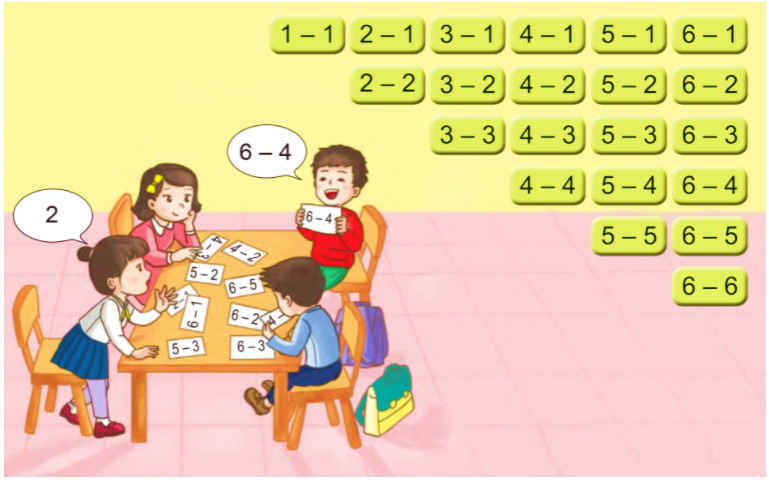 1 – 1 2 – 1 3 – 1 4 – 1 5 – 1 6 – 1
2 – 2 3 – 2 4 – 2 5 – 2 6 – 2
3 – 3 4 – 3 5 – 3 6 – 3
4 – 4 5 – 4 6 – 4
5 – 5 6 – 5
6 – 6
6 – 4
2
6 – 4
4 – 3
4 – 2
5 – 2
6 – 5
6 – 1
6 – 2
5 – 3
6 – 3